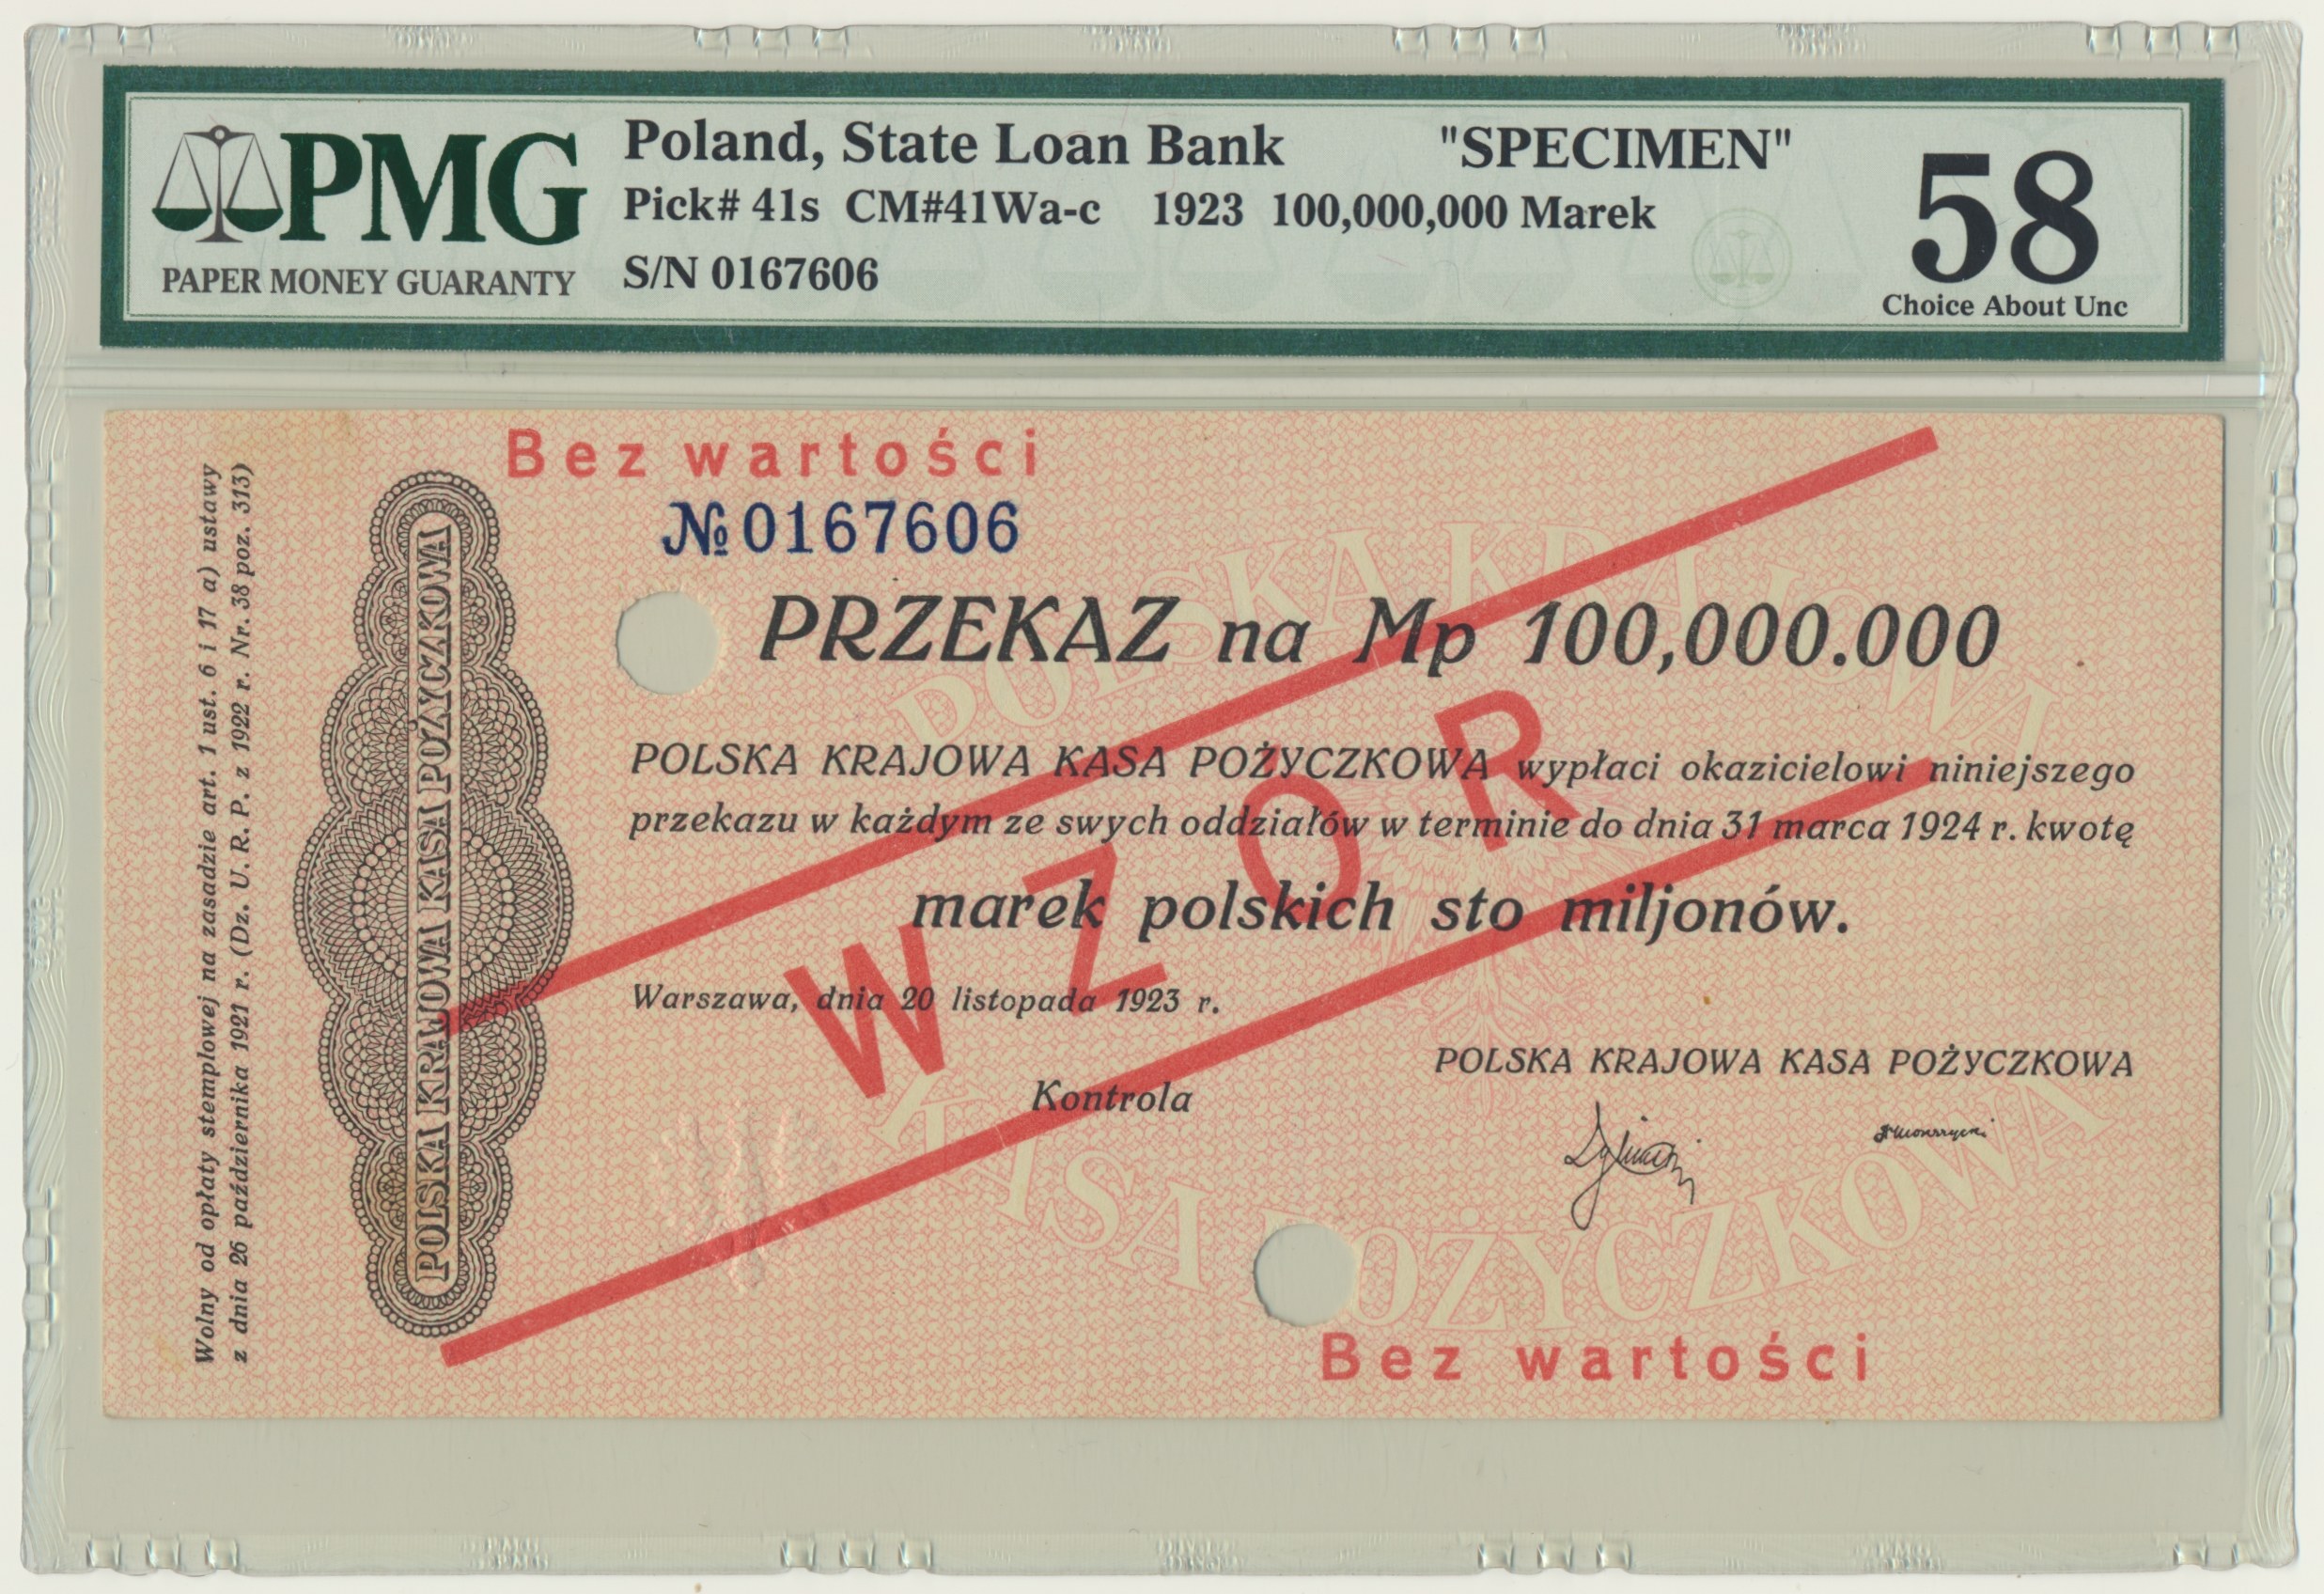 PMG
PAPER MONEY GUARANTY
Poland, State Loan Bank "SPECIMEN"
Pick# 41s CM#41Wa-c 1923 100,000,000 Marek
S/N 0167606
58
Choice About Unc
Wolny od opłaty stemplowej na zasadzie art. 1 ust. 6 i 17 a) ustawy
z dnia 26 października 1921 r. (Dz. U. R. P. z 1922 r. Nr. 38 poz. 313)
POLSKA KRAJOWA KASA POŻYCZKOWA
Bez wartości
№ 0167606
POLSKA KRAJOWA
PRZEKAZ na Mp 100,000.000
WZÓR
POLSKA KRAJOWA KASA POŻYCZKOWA wypłaci okazicielowi niniejszego
przekazu w każdym ze swych oddziałów w terminie do dnia 31 marca 1924 r. kwotę
marek polskich sto miljonów.
Warszawa, dnia 20 listopada 1923 r.
POLSKA KRAJOWA KASA POŻYCZKOWA
Kontrola
KASA POŻYCZKOWA
Bez wartości